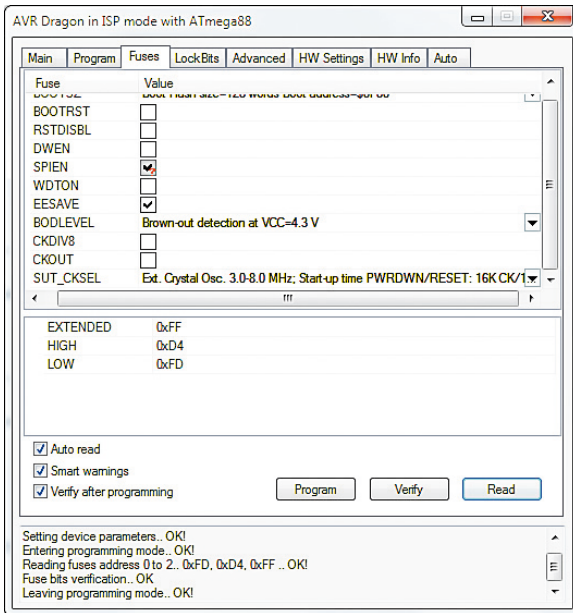 AVR Dragon in ISP mode with ATmega88
Main Program Fuses LockBits Advanced HW Settings HW Info Auto
Fuse Value
BOOTRST
RSTDISBL
DWEN
SPIEN
WDTON
EESAVE
BODLEVEL Brown-out detection at VCC=4.3 V
CKDIV8
CKOUT
SUT_CKSEL Ext. Crystal Osc. 3.0-8.0 MHz; Start-up time PWRDWN/RESET: 16K CK/1
EXTENDED 0xFF
HIGH 0xD4
LOW 0xFD
Auto read
Smart warnings
Verify after programming
Program Verify Read
Setting device parameters.. OK!
Entering programming mode.. OK!
Reading fuses address 0 to 2.. 0xFD, 0xD4, 0xFF .. OK!
Fuse bits verification.. OK
Leaving programming mode.. OK!